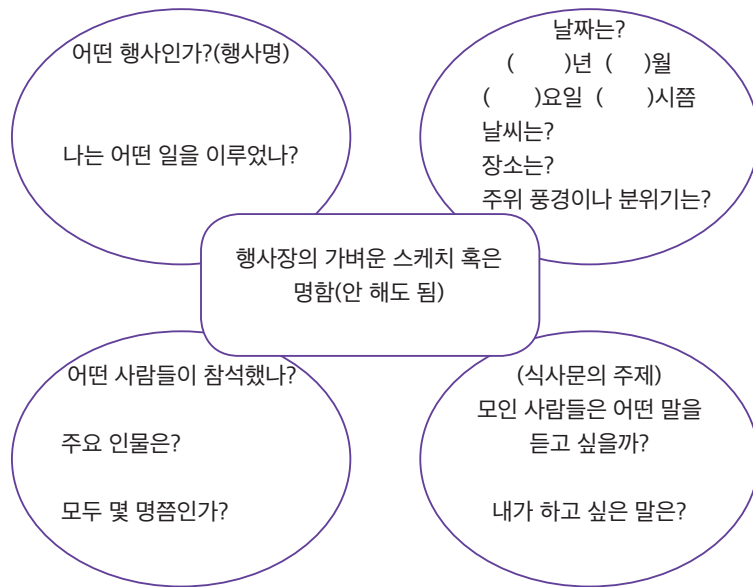 어떤 행사인가?(행사명)
나는 어떤 일을 이루었나?
날짜는?
(    )년 (   )월
(    )요일 (    )시쯤
날씨는?
장소는?
주위 풍경이나 분위기는?
행사장의 가벼운 스케치 혹은
명함(안 해도 됨)
어떤 사람들이 참석했나?
주요 인물은?
모두 몇 명쯤인가?
(식사문의 주제)
모인 사람들은 어떤 말을
듣고 싶을까?
내가 하고 싶은 말은?